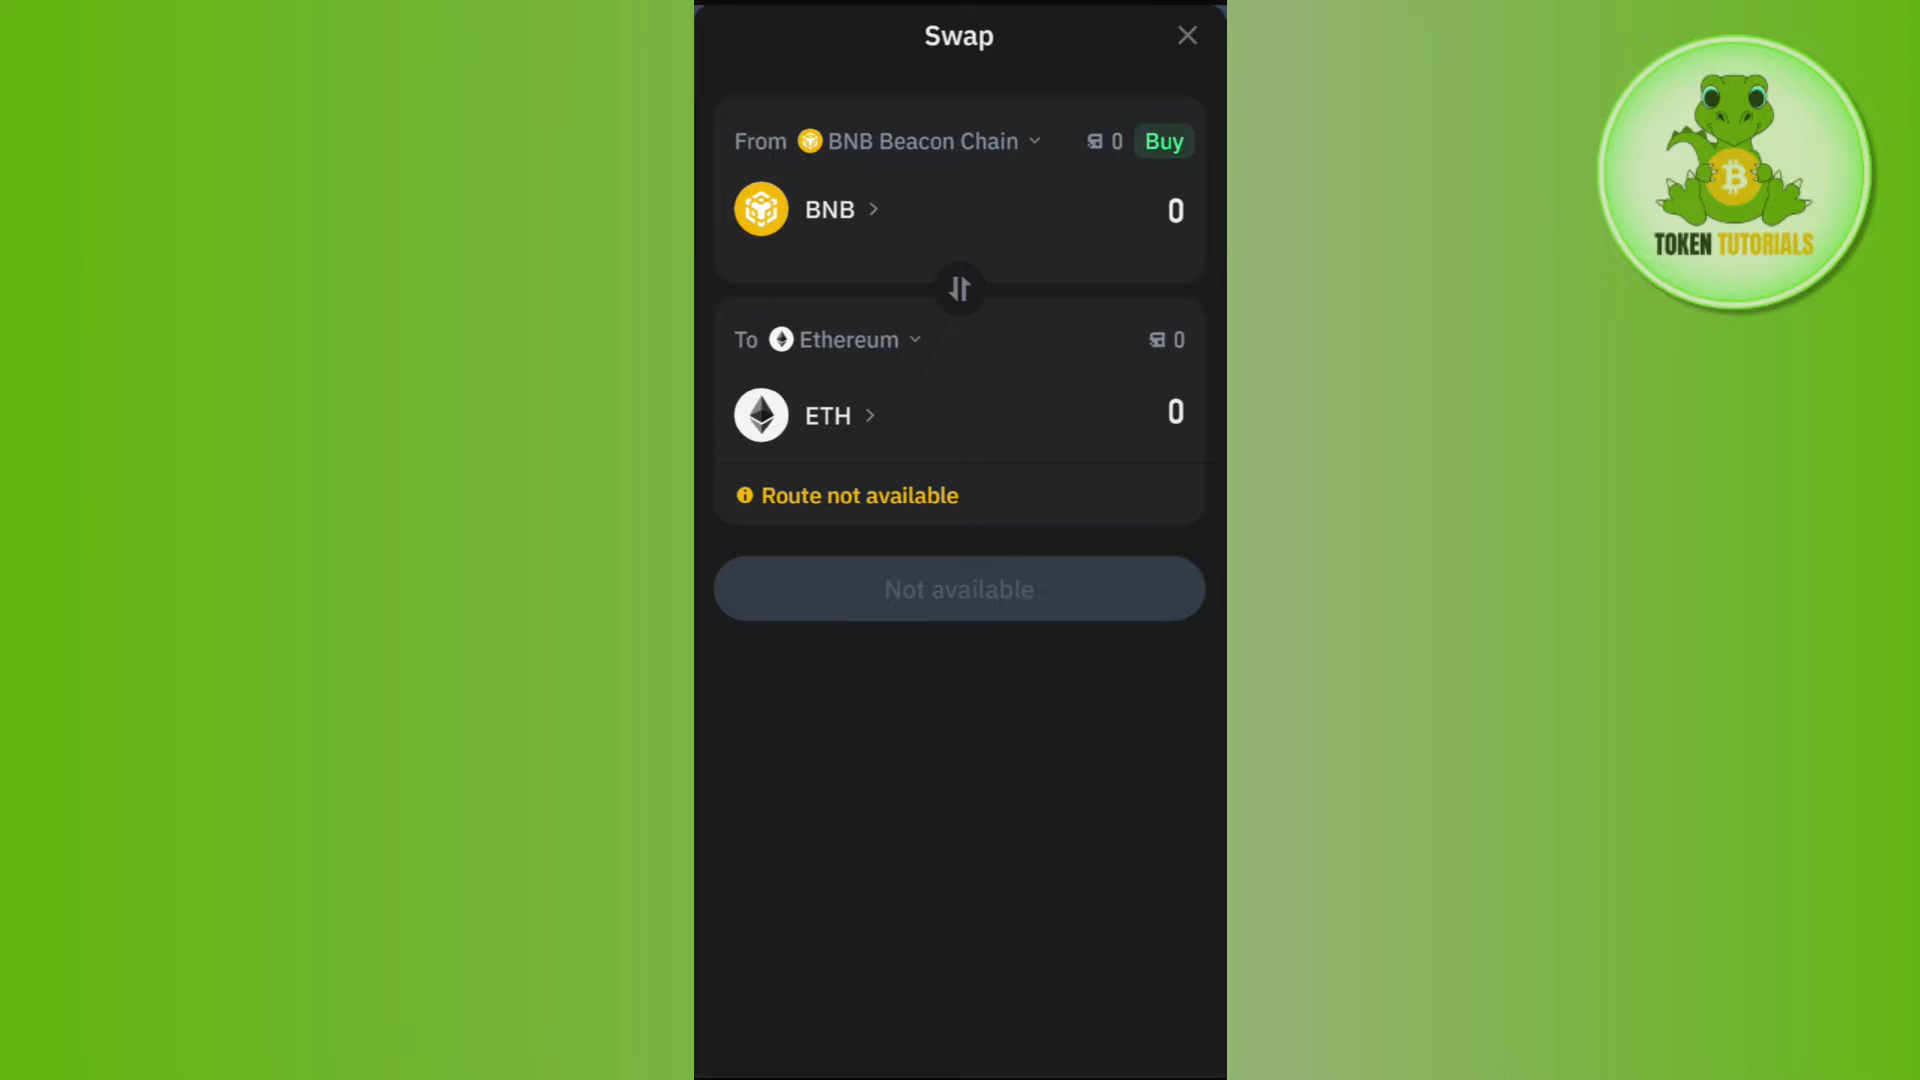 Swap
From BNB Beacon Chain 0 Buy
BNB 0
To Ethereum 0
ETH 0
Route not available
Not available
TOKEN TUTORIALS